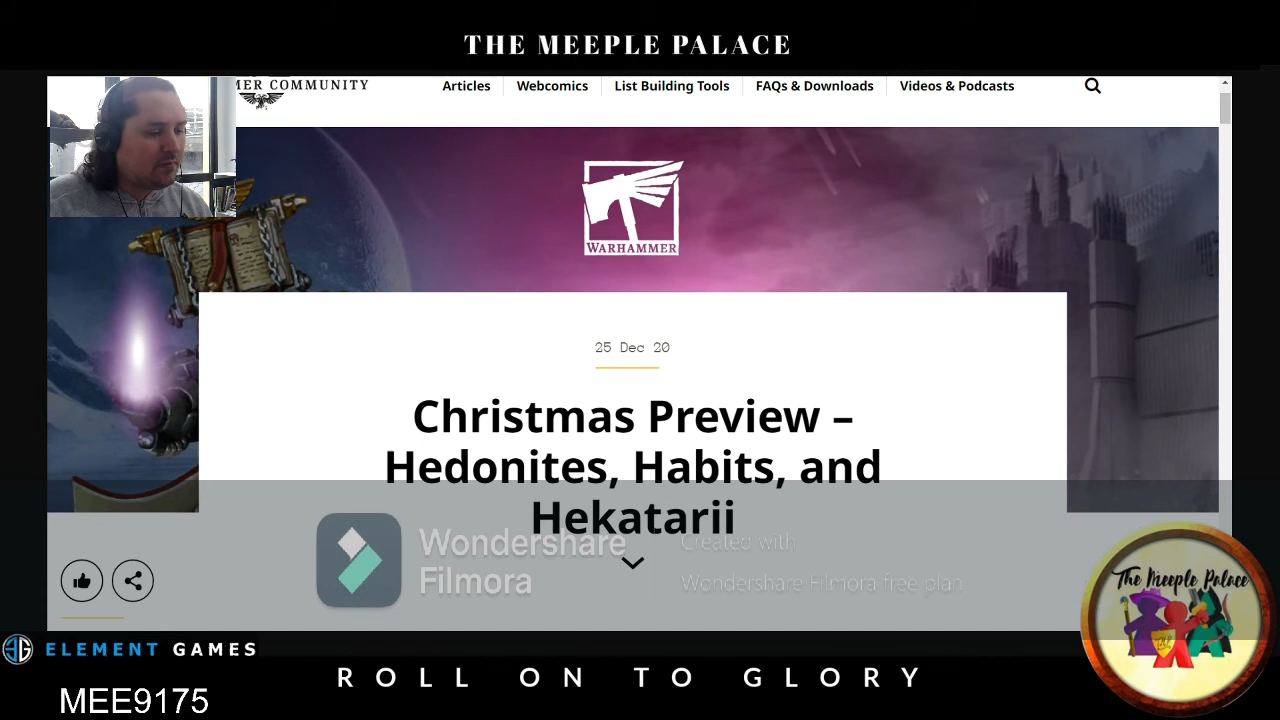 THE MEEPLE PALACE
MER COMMUNITY
Articles
Webcomics
List Building Tools
FAQs & Downloads
Videos & Podcasts
WARHAMMER
25 Dec 20
Christmas Preview –
Hedonites, Habits, and
Hekatarii
Wondershare
Filmora
Created with
Wondershare Filmora free plan
The Meeple Palace
ELEMENT GAMES
ROLL ON TO GLORY
MEE9175